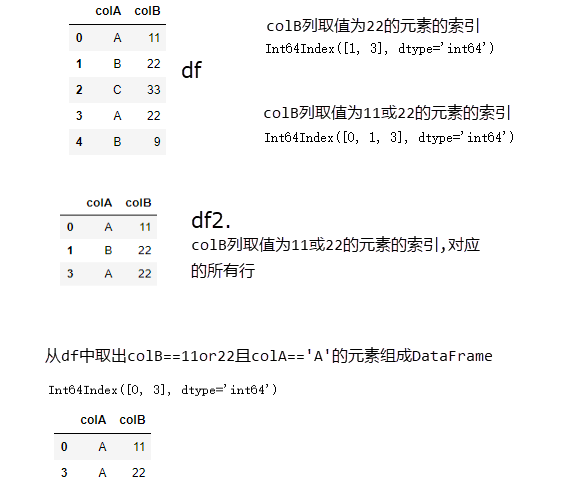 colA colB
0 A 11
1 B 22
2 C 33
3 A 22
4 B 9
df
colB列取值为22的元素的索引
Int64Index([1, 3], dtype='int64')
colB列取值为11或22的元素的索引
Int64Index([0, 1, 3], dtype='int64')
colA colB
0 A 11
1 B 22
3 A 22
df2.
colB列取值为11或22的元素的索引,对应
的所有行
从df中取出colB==11or22且colA=='A'的元素组成DataFrame
Int64Index([0, 3], dtype='int64')
colA colB
0 A 11
3 A 22